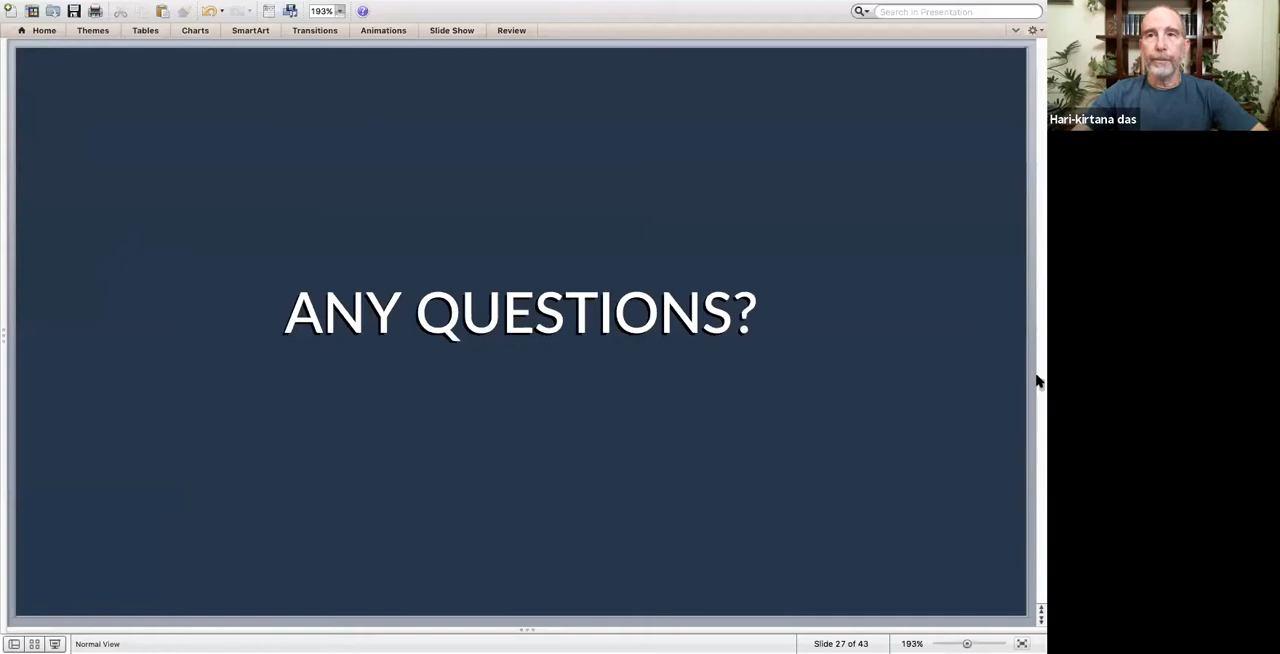 193%
Search in Presentation
Home Themes Tables Charts SmartArt Transitions Animations Slide Show Review
Hari-kirtana das
ANY QUESTIONS?
Normal View Slide 27 of 43 193%